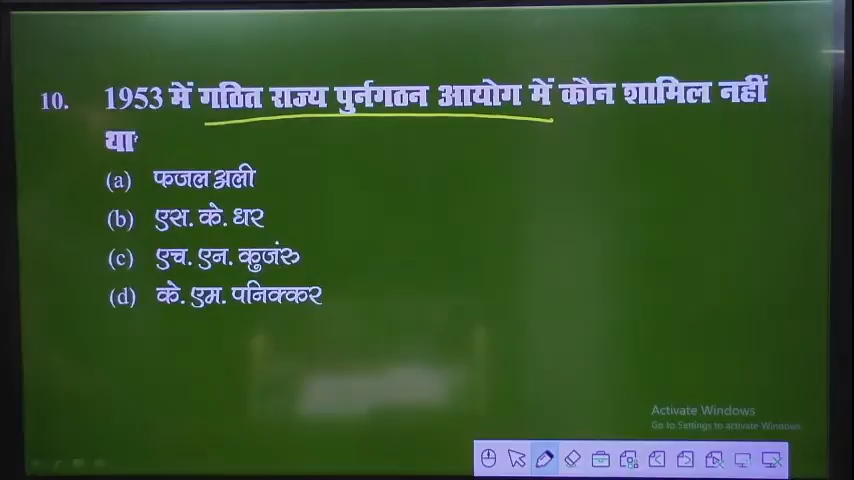 10. 1953 में गठित राज्य पुर्नगठन आयोग में कौन शामिल नहीं
था?
(a) फजल अली
(b) एस. के. धर
(c) एच. एन. कुजंरू
(d) के. एम. पनिक्कर
Activate Windows
Go to Settings to activate Windows.